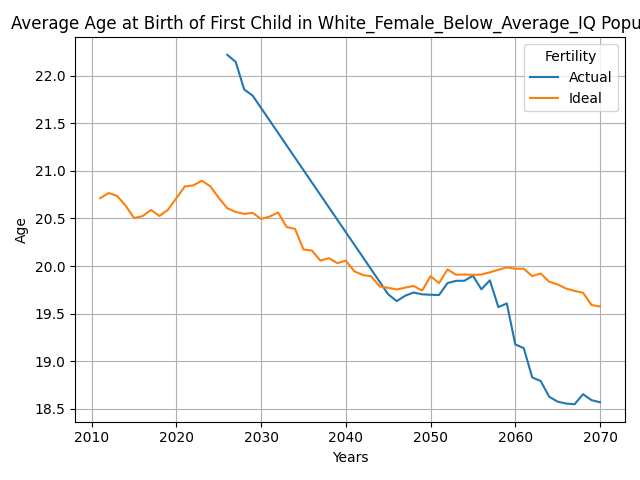 Average Age at Birth of First Child in White_Female_Below_Average_IQ Popu
Fertility
Actual
Ideal
22.0
21.5
21.0
20.5
20.0
19.5
19.0
18.5
Age
2010 2020 2030 2040 2050 2060 2070
Years